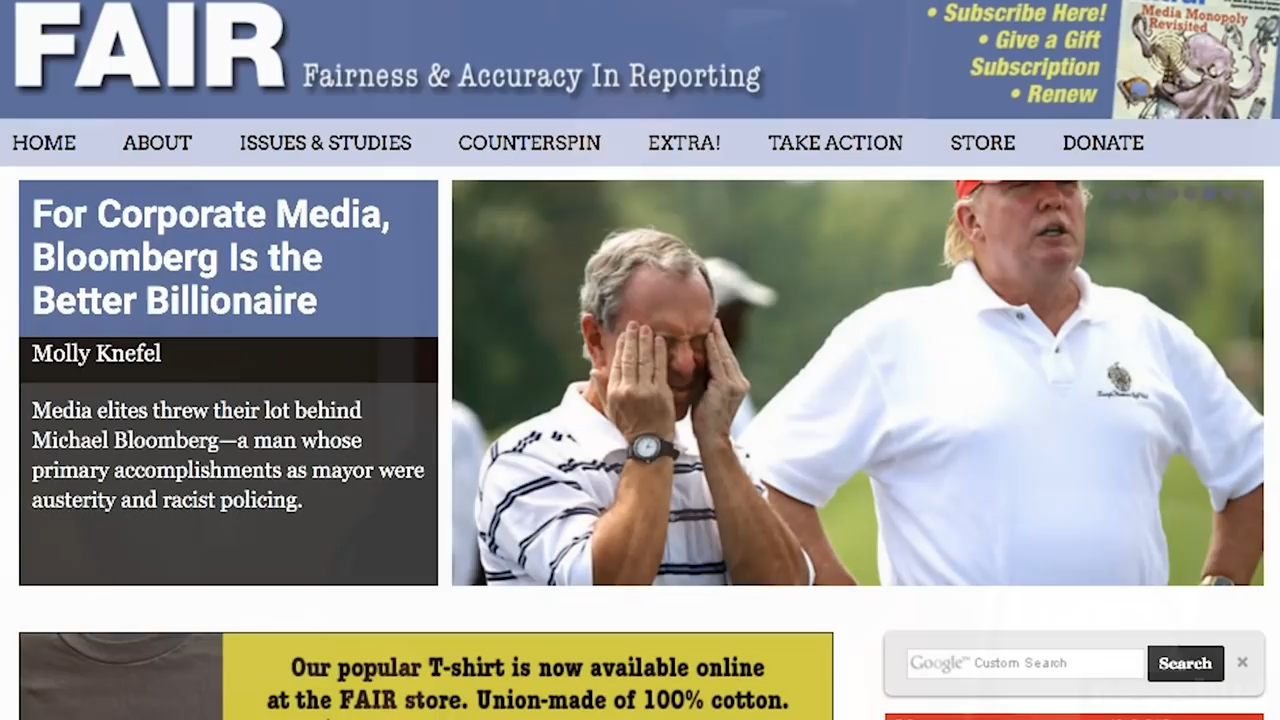 FAIR
Fairness & Accuracy In Reporting
• Subscribe Here!
• Give a Gift
Subscription
• Renew
Media Monopoly
Revisited
HOME ABOUT ISSUES & STUDIES COUNTERSPIN EXTRA! TAKE ACTION STORE DONATE
For Corporate Media,
Bloomberg Is the
Better Billionaire
Molly Knefel
Media elites threw their lot behind
Michael Bloomberg—a man whose
primary accomplishments as mayor were
austerity and racist policing.
Our popular T-shirt is now available online
at the FAIR store. Union-made of 100% cotton.
Google™ Custom Search
Search ×